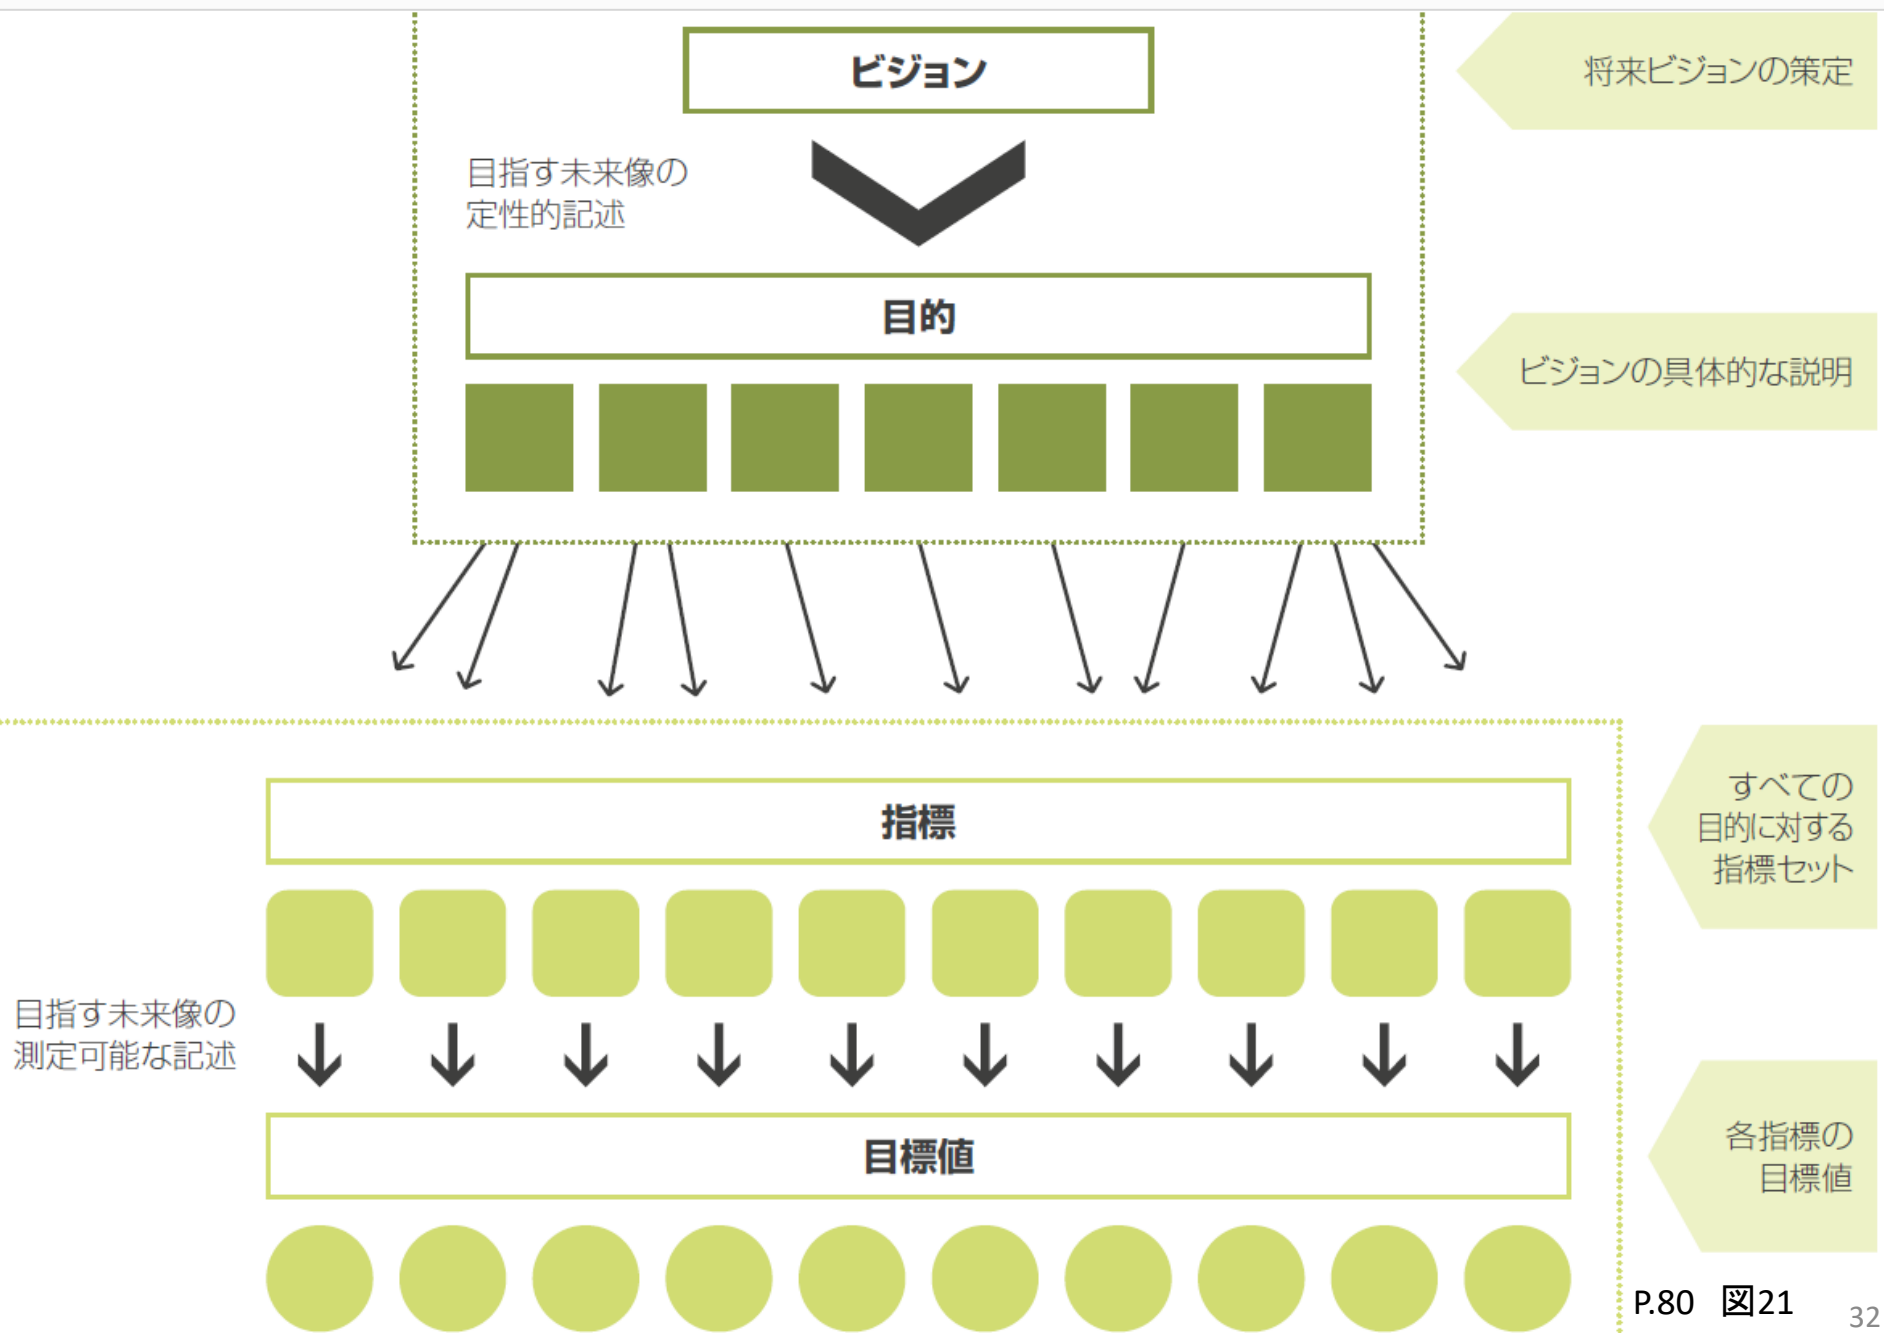 ビジョン
将来ビジョンの策定
目指す未来像の
定性的記述
目的
ビジョンの具体的な説明
指標
すべての
目的に対する
指標セット
目指す未来像の
測定可能な記述
目標値
各指標の
目標値
P.80 図21
32